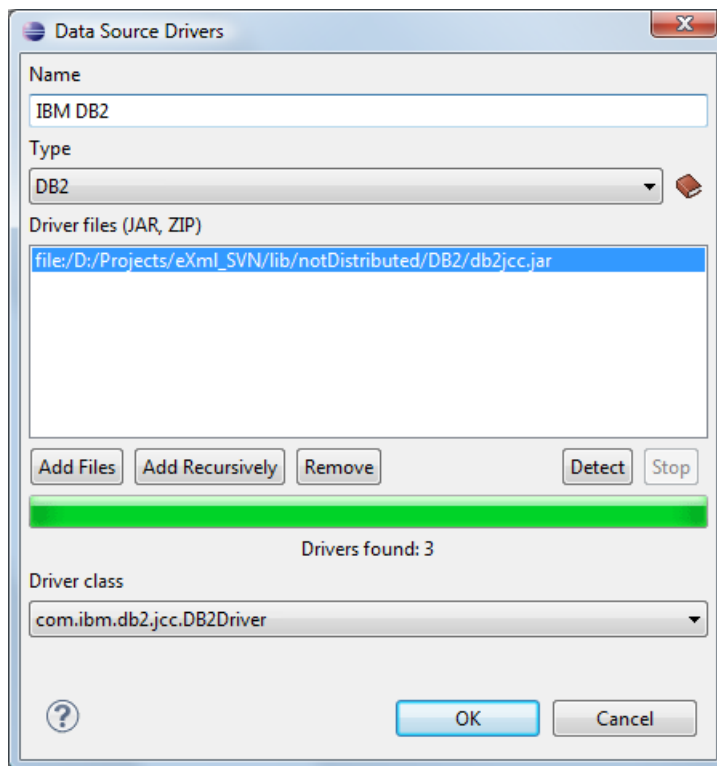 Data Source Drivers
Name
IBM DB2
Type
DB2
Driver files (JAR, ZIP)
file:/D:/Projects/eXml_SVN/lib/notDistributed/DB2/db2jcc.jar
Add Files Add Recursively Remove Detect Stop
Drivers found: 3
Driver class
com.ibm.db2.jcc.DB2Driver
? OK Cancel